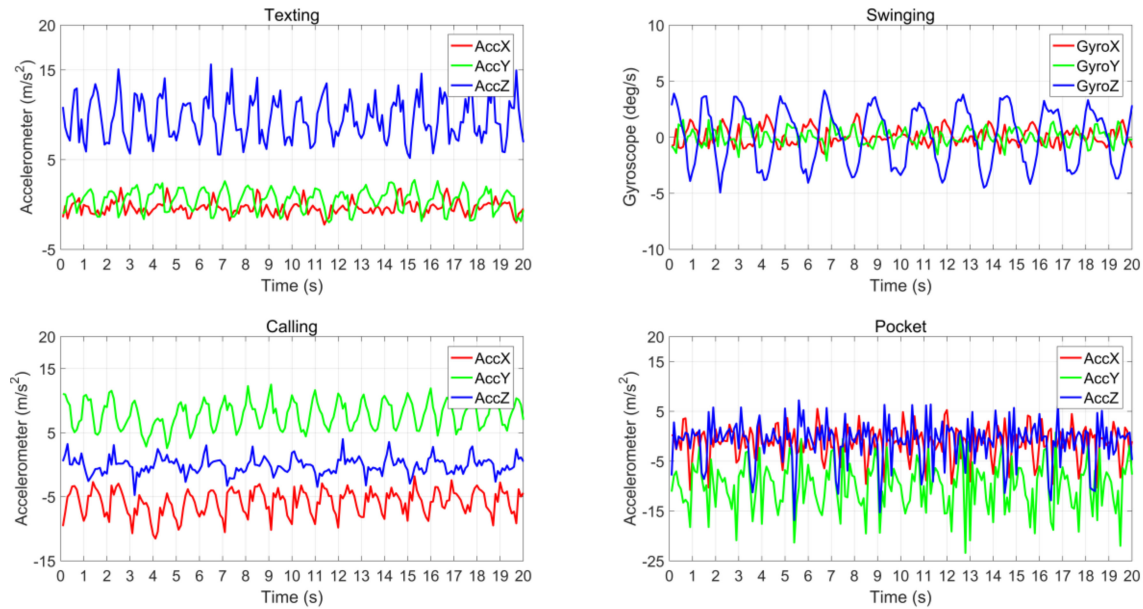 Texting
Accelerometer (m/s²)
20
15
5
-5
AccX
AccY
AccZ
0 1 2 3 4 5 6 7 8 9 10 11 12 13 14 15 16 17 18 19 20
Time (s)
Swinging
Gyroscope (deg/s)
10
5
0
-5
-10
GyroX
GyroY
GyroZ
0 1 2 3 4 5 6 7 8 9 10 11 12 13 14 15 16 17 18 19 20
Time (s)
Calling
Accelerometer (m/s²)
20
15
5
-5
-15
AccX
AccY
AccZ
0 1 2 3 4 5 6 7 8 9 10 11 12 13 14 15 16 17 18 19 20
Time (s)
Pocket
Accelerometer (m/s²)
20
15
5
-5
-15
-25
AccX
AccY
AccZ
0 1 2 3 4 5 6 7 8 9 10 11 12 13 14 15 16 17 18 19 20
Time (s)